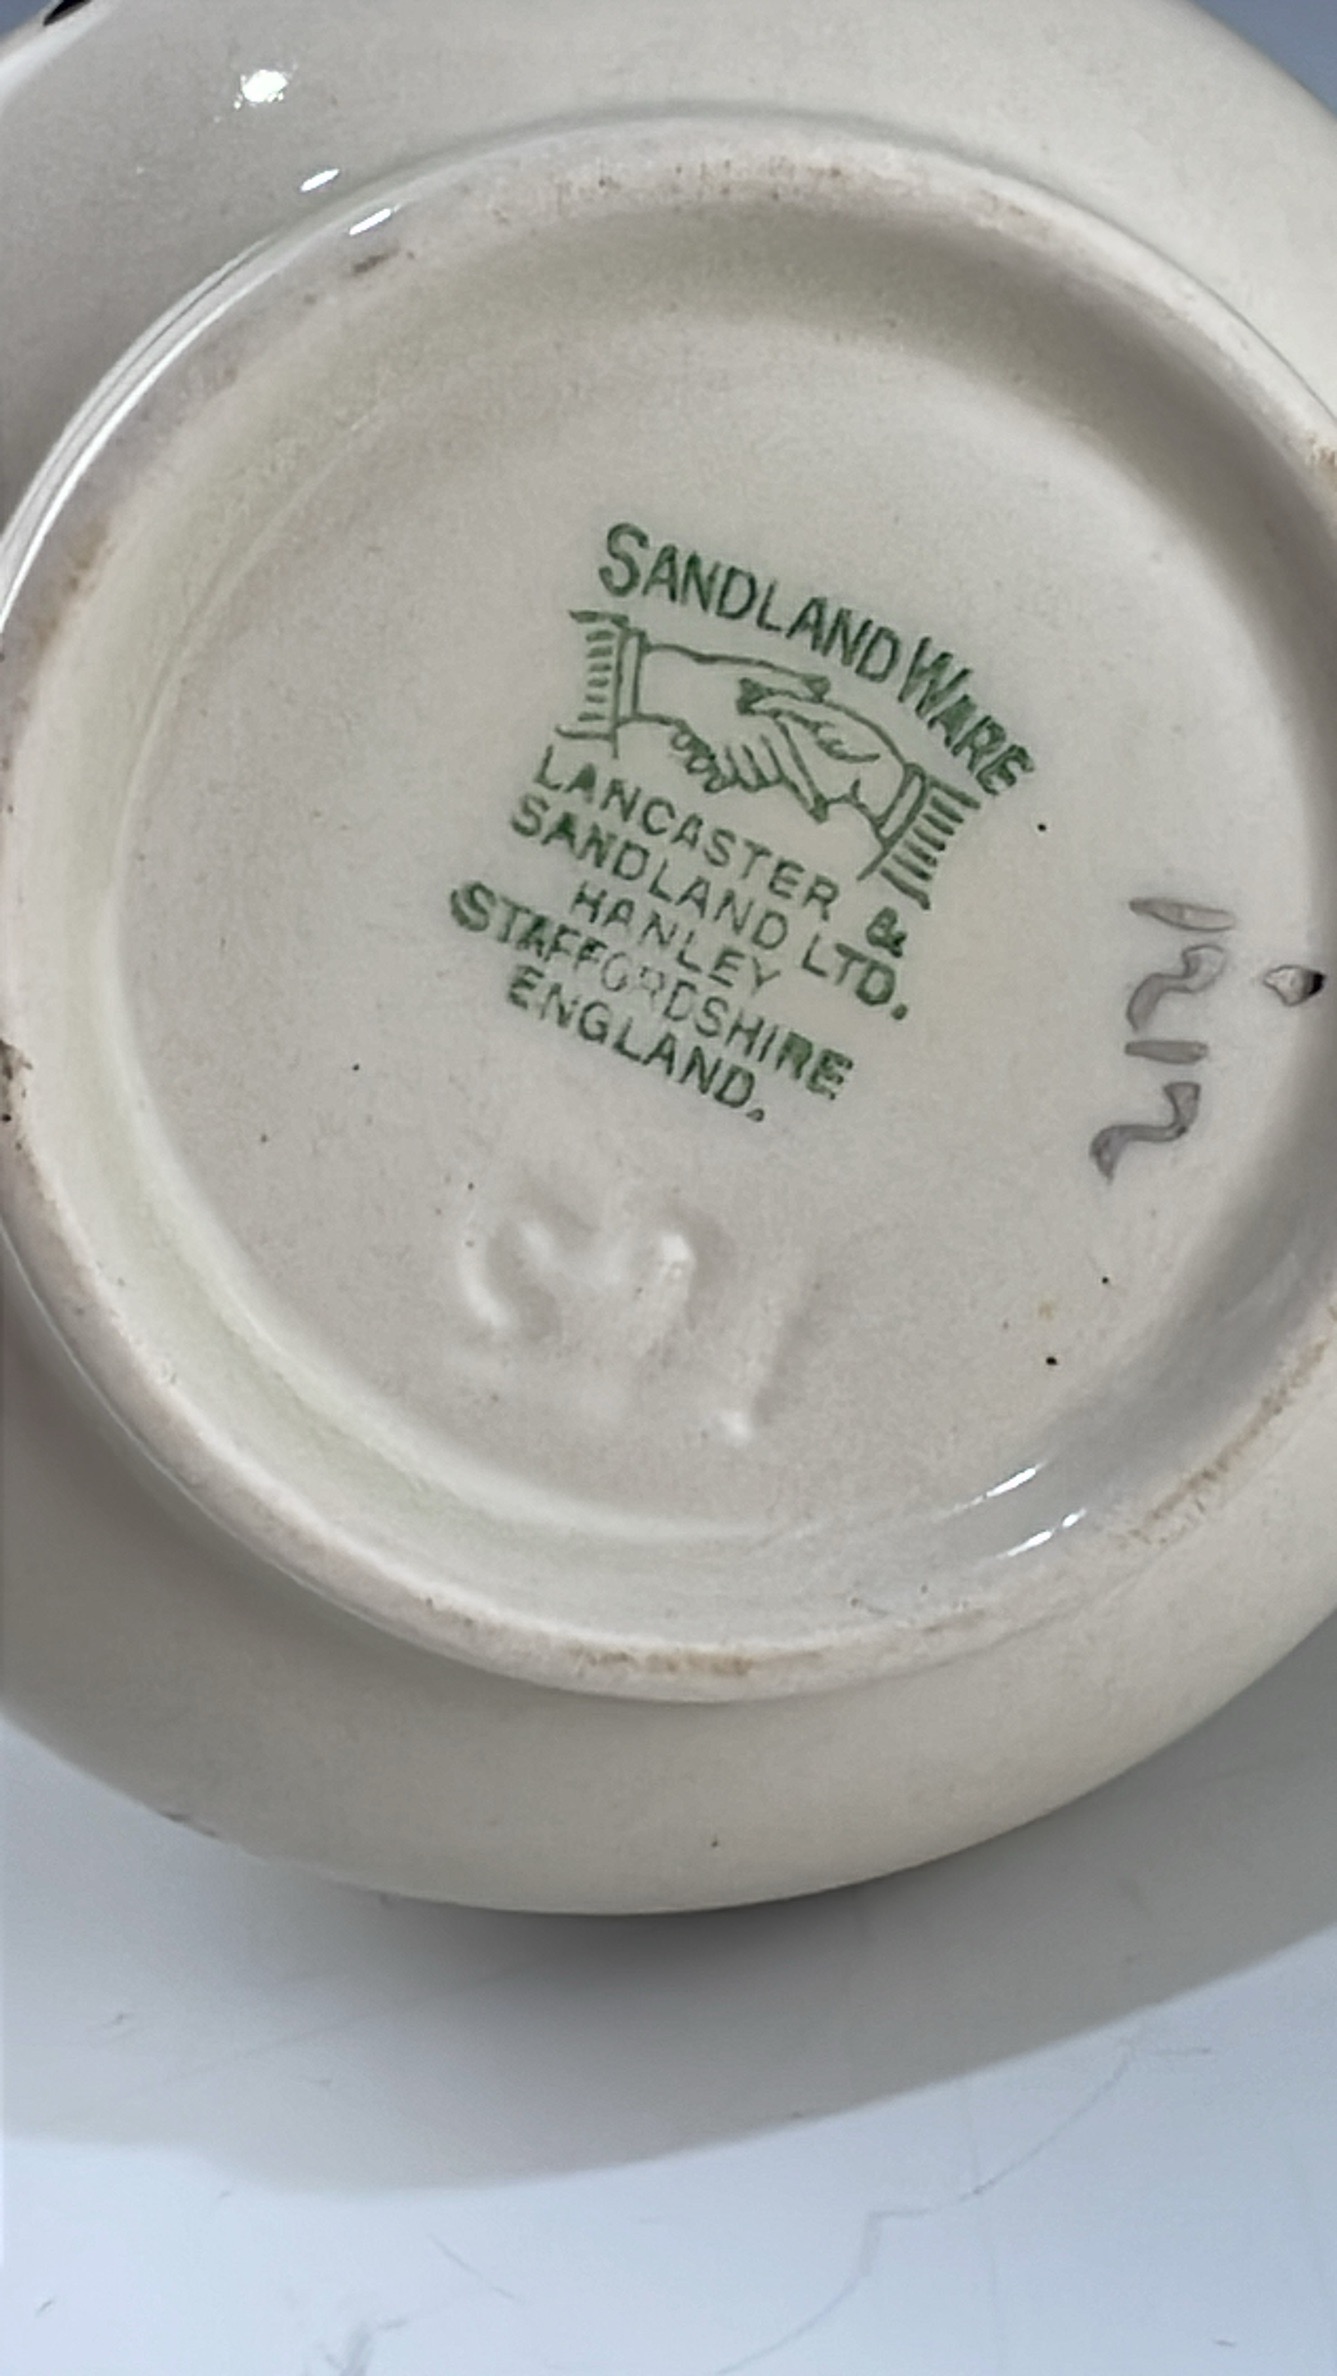 SANDLAND WARE
LANCASTER &
SANDLAND LTD.
HANLEY
STAFFORDSHIRE
ENGLAND.